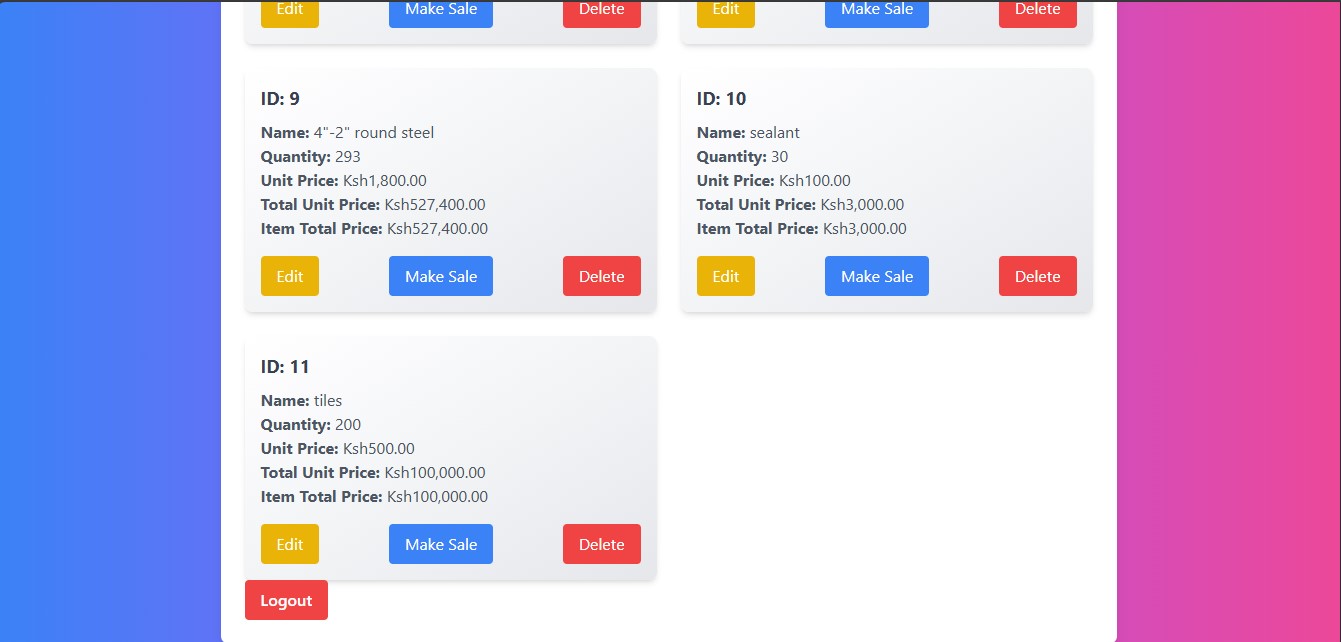 Edit Make Sale Delete Edit Make Sale Delete
ID: 9
Name: 4"-2" round steel
Quantity: 293
Unit Price: Ksh1,800.00
Total Unit Price: Ksh527,400.00
Item Total Price: Ksh527,400.00
Edit Make Sale Delete
ID: 10
Name: sealant
Quantity: 30
Unit Price: Ksh100.00
Total Unit Price: Ksh3,000.00
Item Total Price: Ksh3,000.00
Edit Make Sale Delete
ID: 11
Name: tiles
Quantity: 200
Unit Price: Ksh500.00
Total Unit Price: Ksh100,000.00
Item Total Price: Ksh100,000.00
Edit Make Sale Delete
Logout